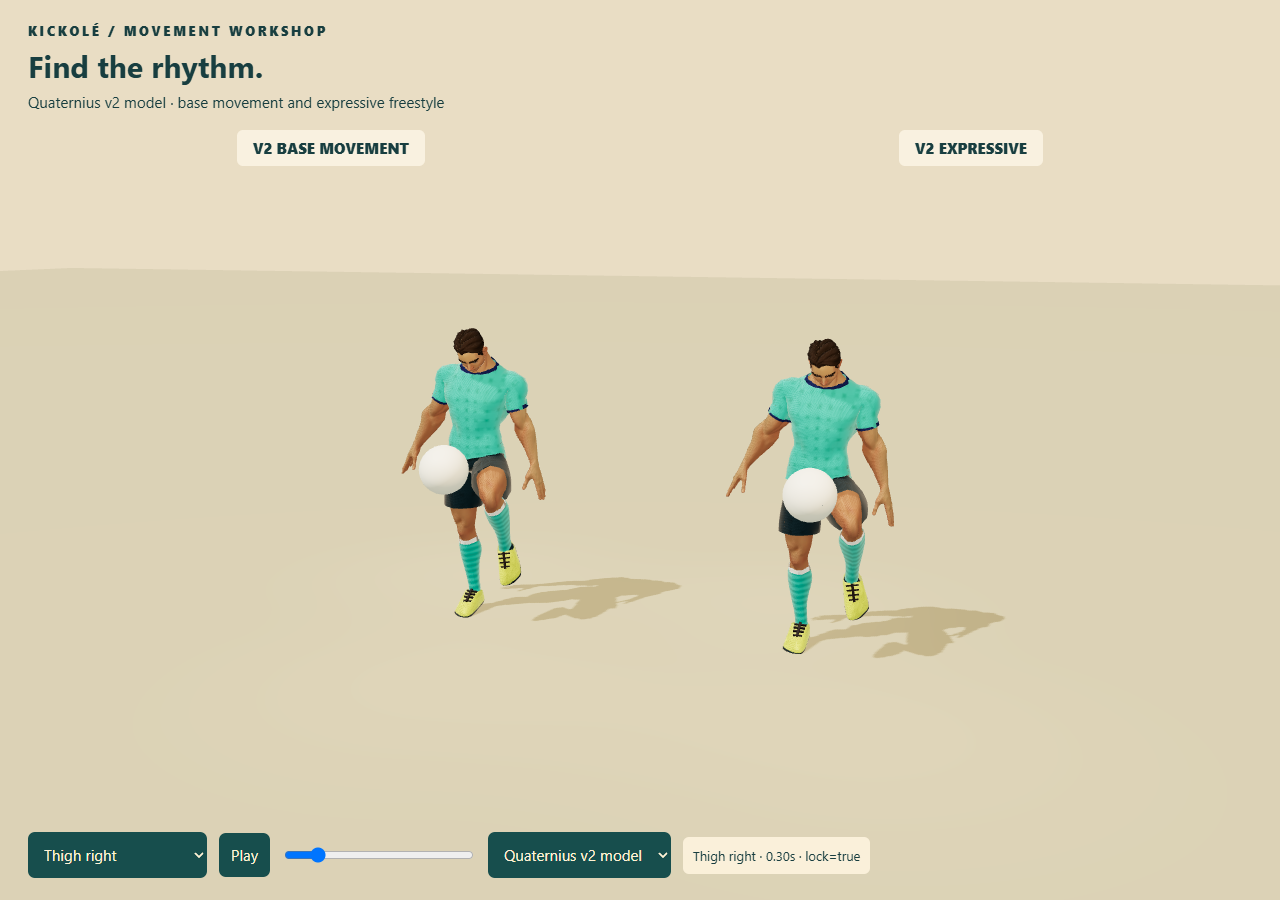 KICKOLÉ / MOVEMENT WORKSHOP
Find the rhythm.
Quaternius v2 model · base movement and expressive freestyle
V2 BASE MOVEMENT
V2 EXPRESSIVE
Thigh right
Play
Quaternius v2 model
Thigh right · 0.30s · lock=true